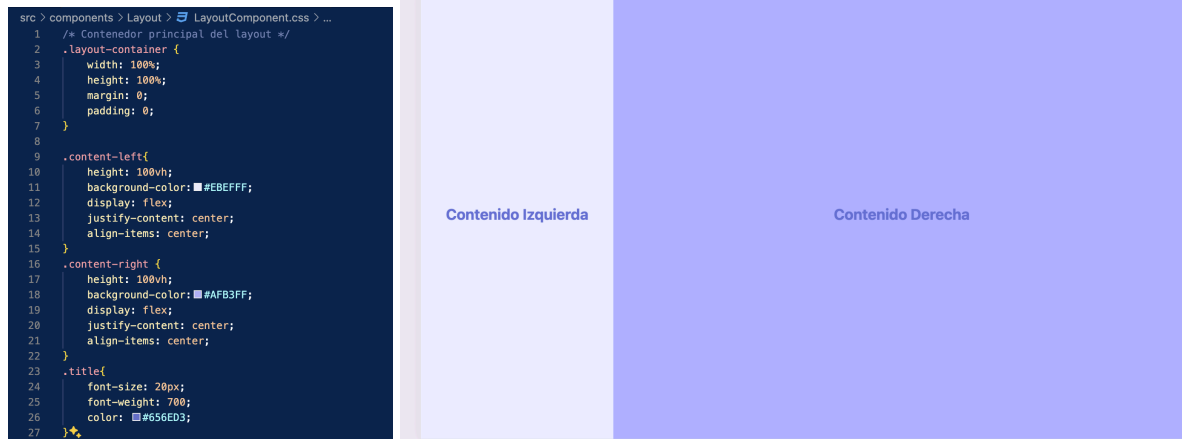 src > components > Layout > LayoutComponent.css > ...
1 /* Contenedor principal del layout */
2 .layout-container {
3 width: 100%;
4 height: 100%;
5 margin: 0;
6 padding: 0;
7 }
8
9 .content-left{
10 height: 100vh;
11 background-color: #EBEFFF;
12 display: flex;
13 justify-content: center;
14 align-items: center;
15 }
16 .content-right {
17 height: 100vh;
18 background-color: #AFB3FF;
19 display: flex;
20 justify-content: center;
21 align-items: center;
22 }
23 .title{
24 font-size: 20px;
25 font-weight: 700;
26 color: #656ED3;
27 }
Contenido Izquierda
Contenido Derecha